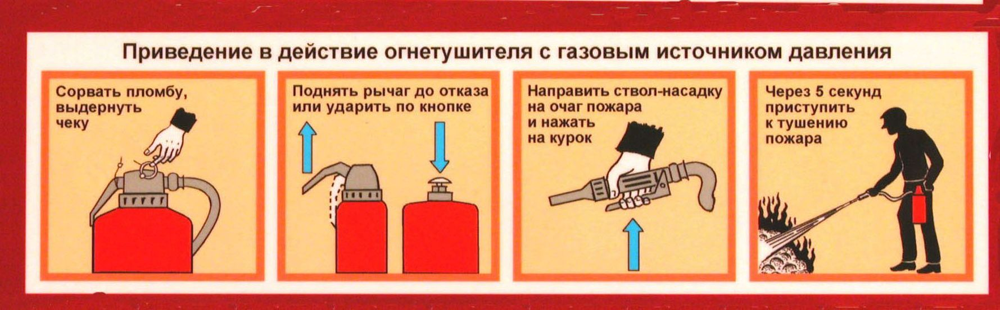 Приведение в действие огнетушителя с газовым источником давления
Сорвать пломбу,
выдернуть
чеку
Поднять рычаг до отказа
или ударить по кнопке
Направить ствол-насадку
на очаг пожара
и нажать
на курок
Через 5 секунд
приступить
к тушению
пожара